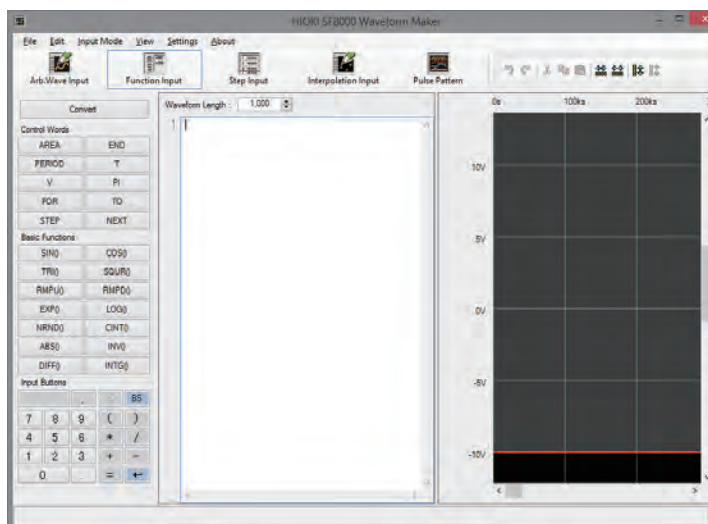 HIOKI SF8000 Waveform Maker
File Edit Input Mode View Settings About
Arb.Wave Input Function Input Step Input Interpolation Input Pulse Pattern
Convert
Waveform Length : 1,000
0s 100ks 200ks
1
Control Words
AREA END
PERIOD T
V PI
FOR TO
STEP NEXT
Basic Functions
SIN() COS()
TRI() SQUR()
RMPU() RMPD()
EXP() LOG()
NRND() CINT()
ABS() INV()
DIFF() INTG()
Input Buttons
, : BS
7 8 9 ( )
4 5 6 * /
1 2 3 + -
0 . = ←
10V
5V
0V
-5V
-10V